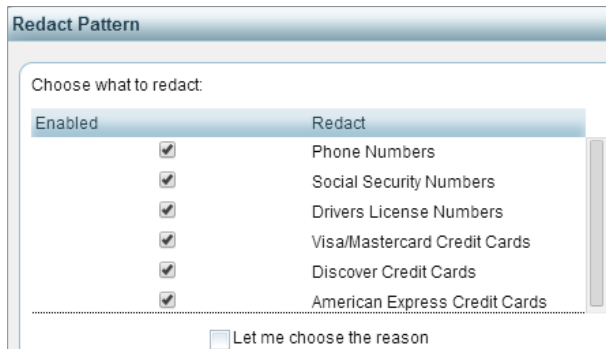 Redact Pattern
Choose what to redact:
Enabled Redact
Phone Numbers
Social Security Numbers
Drivers License Numbers
Visa/Mastercard Credit Cards
Discover Credit Cards
American Express Credit Cards
Let me choose the reason